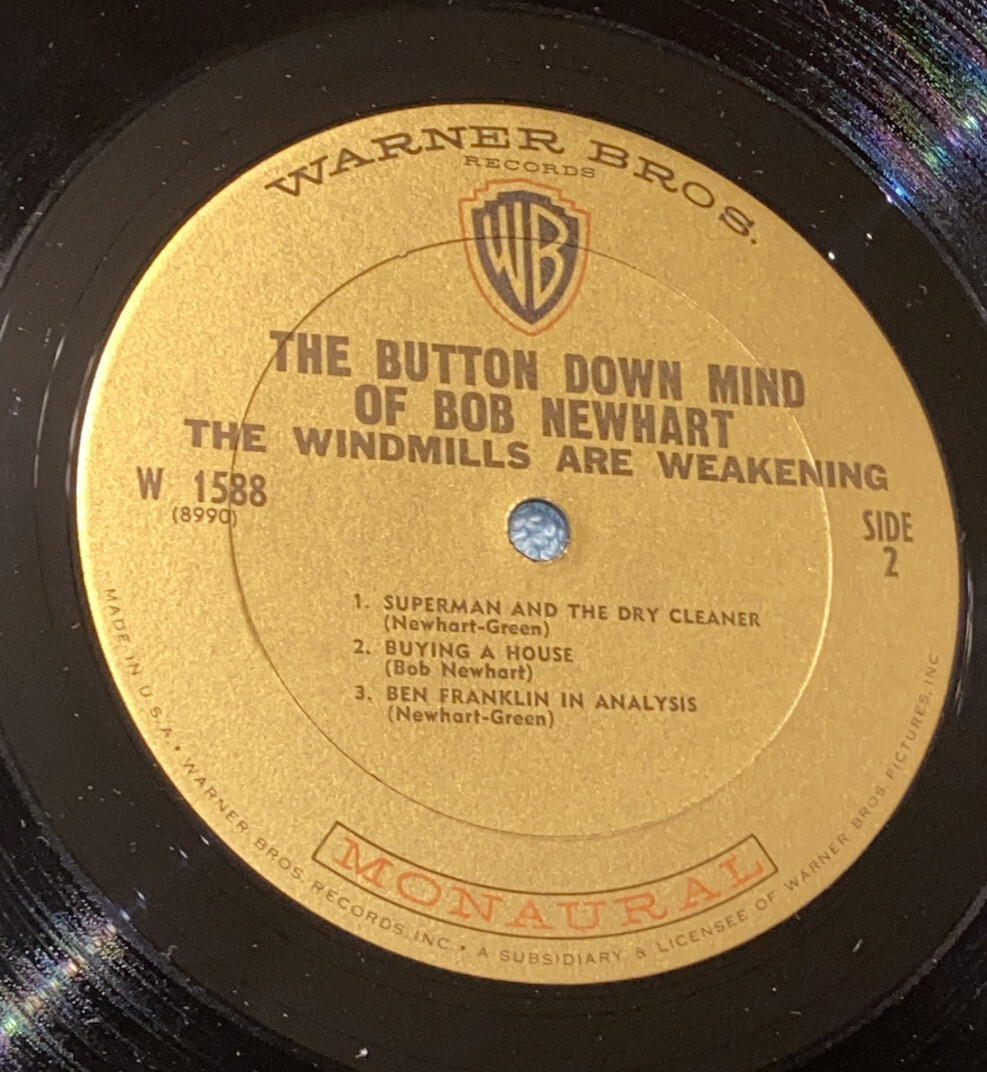 WARNER BROS.
RECORDS
WB
THE BUTTON DOWN MIND
OF BOB NEWHART
THE WINDMILLS ARE WEAKENING
W 1588
(8990)
SIDE
2
1. SUPERMAN AND THE DRY CLEANER
(Newhart-Green)
2. BUYING A HOUSE
(Bob Newhart)
3. BEN FRANKLIN IN ANALYSIS
(Newhart-Green)
MONAURAL
MADE IN U.S.A. • WARNER BROS. RECORDS, INC. • A SUBSIDIARY & LICENSEE OF WARNER BROS. PICTURES, INC